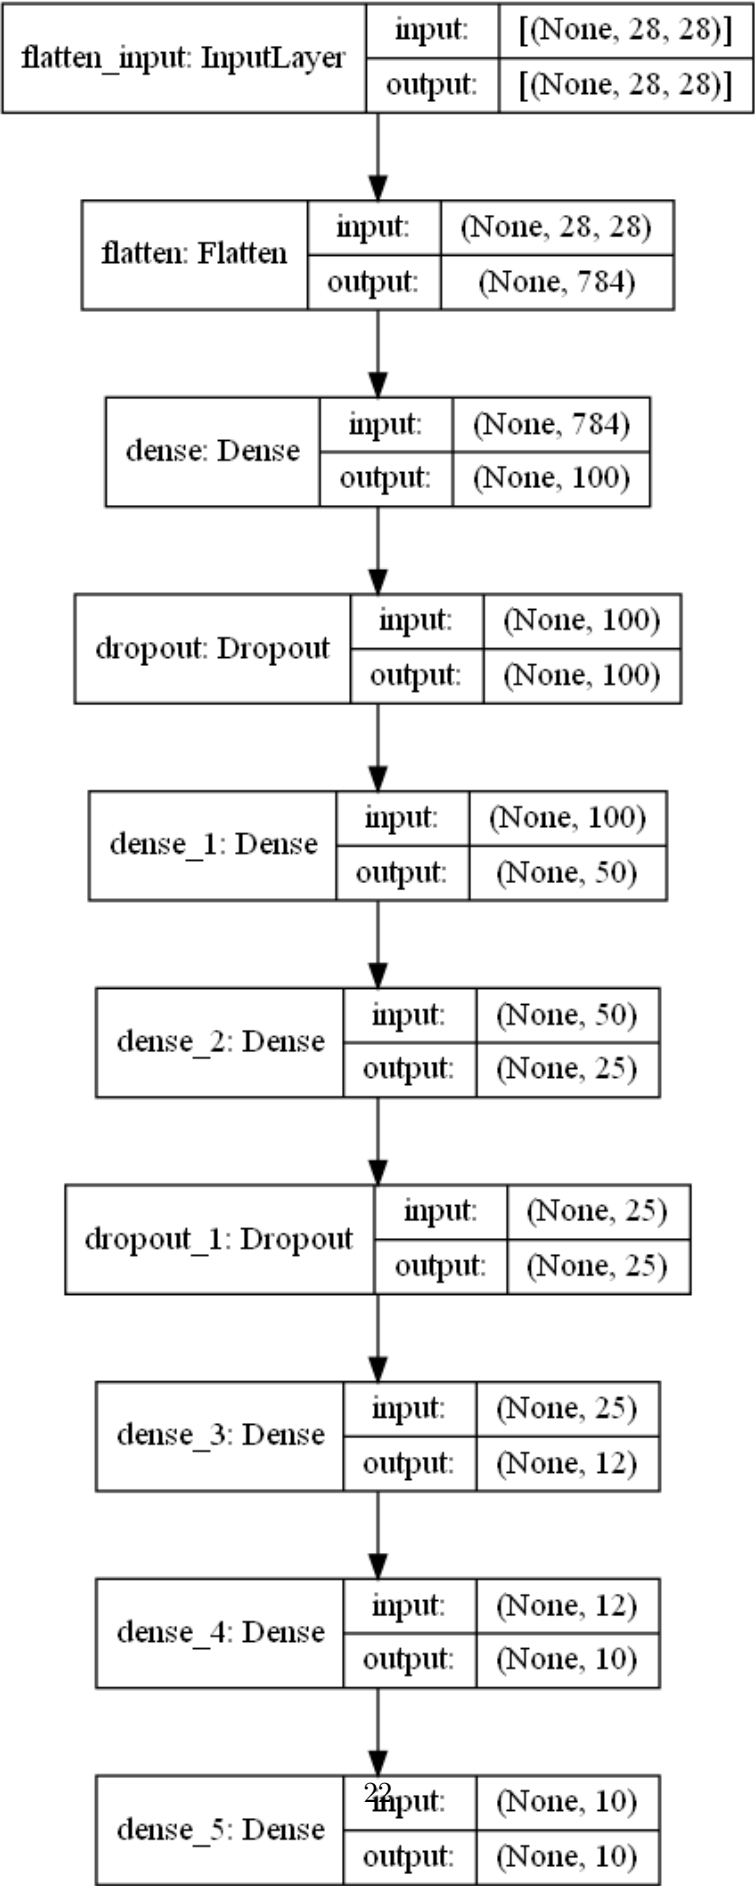 flatten_input: InputLayer
input: [(None, 28, 28)]
output: [(None, 28, 28)]
flatten: Flatten
input: (None, 28, 28)
output: (None, 784)
dense: Dense
input: (None, 784)
output: (None, 100)
dropout: Dropout
input: (None, 100)
output: (None, 100)
dense_1: Dense
input: (None, 100)
output: (None, 50)
dense_2: Dense
input: (None, 50)
output: (None, 25)
dropout_1: Dropout
input: (None, 25)
output: (None, 25)
dense_3: Dense
input: (None, 25)
output: (None, 12)
dense_4: Dense
input: (None, 12)
output: (None, 10)
dense_5: Dense
22
input: (None, 10)
output: (None, 10)